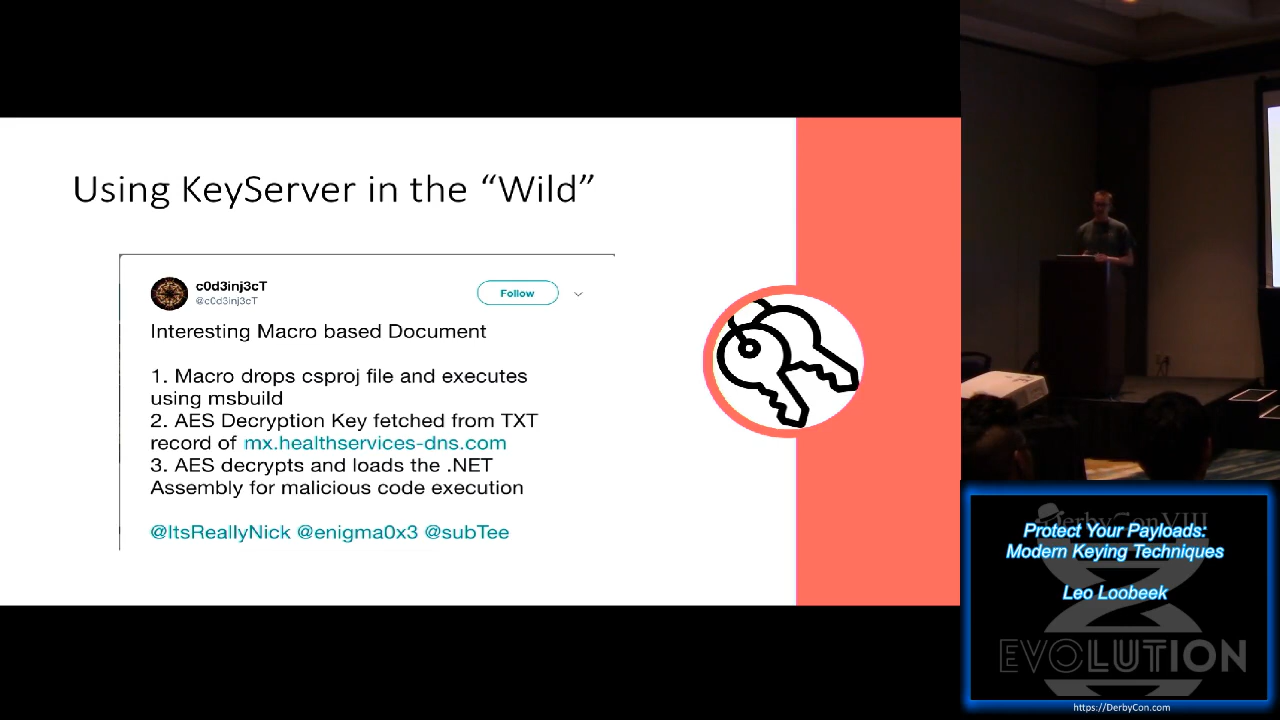 Using KeyServer in the “Wild”
c0d3inj3cT
@c0d3inj3cT
Follow
Interesting Macro based Document
1. Macro drops csproj file and executes
using msbuild
2. AES Decryption Key fetched from TXT
record of mx.healthservices-dns.com
3. AES decrypts and loads the .NET
Assembly for malicious code execution
@ItsReallyNick @enigma0x3 @subTee
DerbyCon VIII
Protect Your Payloads:
Modern Keying Techniques
Leo Loobeek
EVOLUTION
https://DerbyCon.com